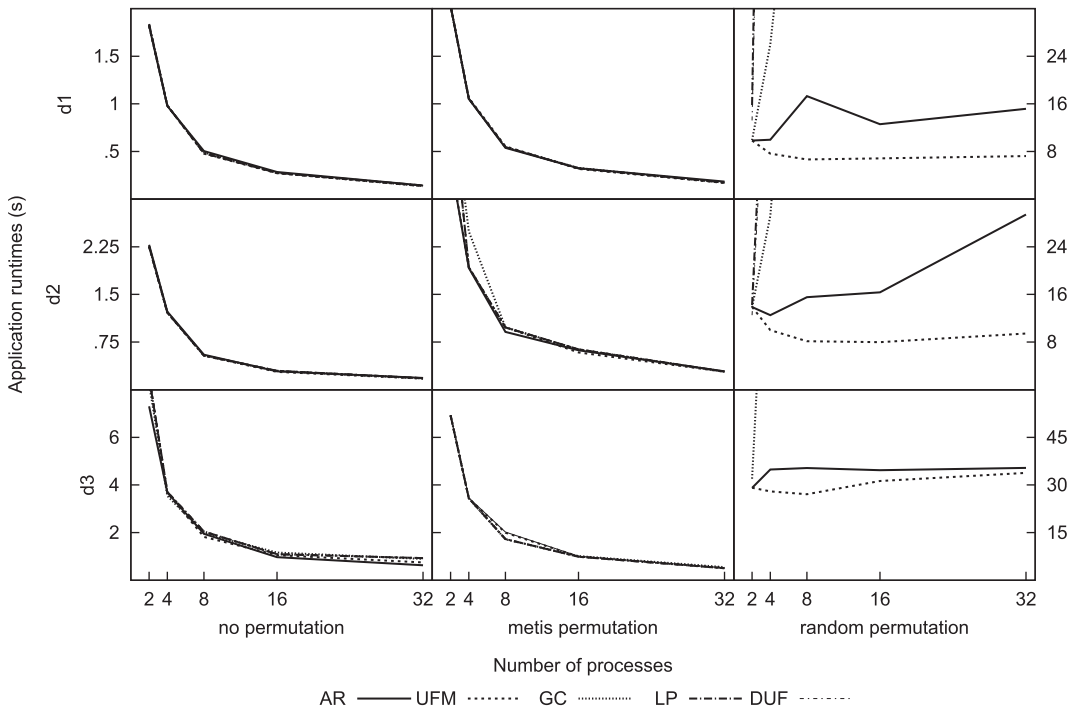 Application runtimes (s)
d1
1.5
1
.5
24
16
8
d2
2.25
1.5
.75
24
16
8
d3
6
4
2
45
30
15
2 4 8 16 32
2 4 8 16 32
2 4 8 16 32
no permutation
metis permutation
random permutation
Number of processes
AR UFM GC LP DUF